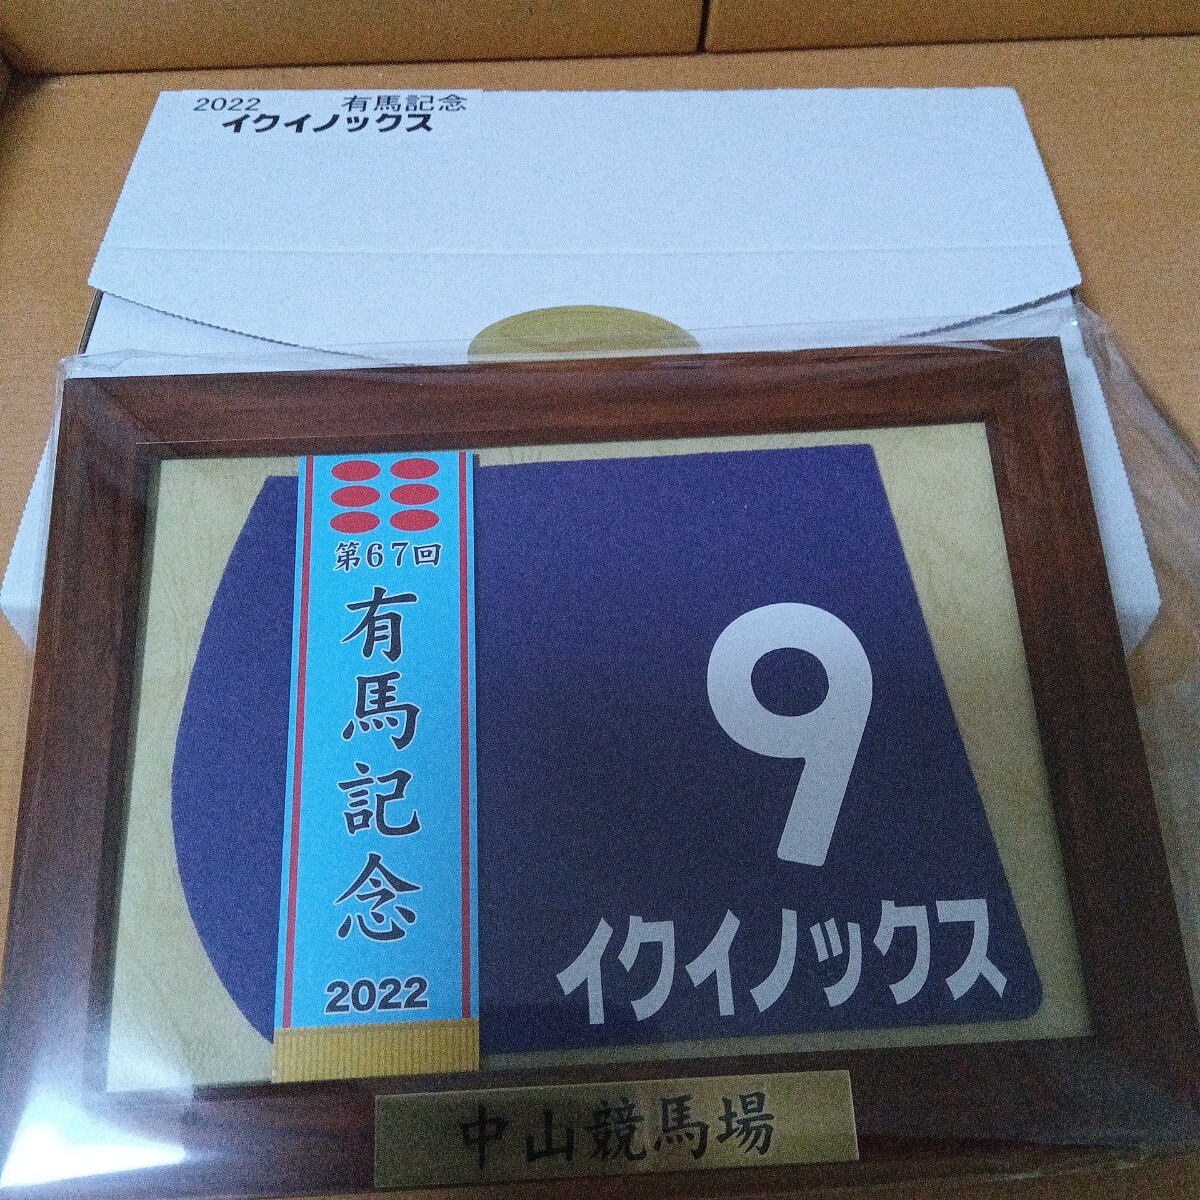 2022 有馬記念
イクイノックス
第67回
有馬記念
2022
9
イクイノックス
中山競馬場